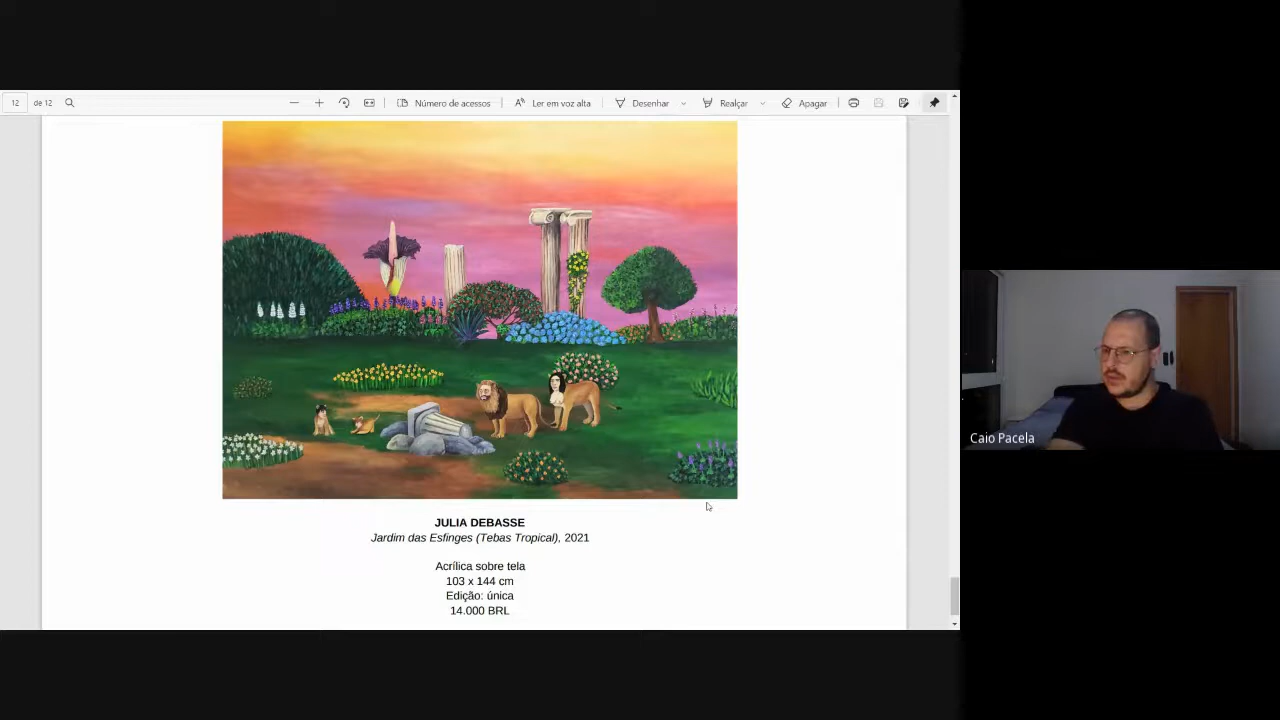 12 de 12 Número de acessos Ler em voz alta Desenhar Realçar Apagar
JULIA DEBASSE
Jardim das Esfinges (Tebas Tropical), 2021
Acrílica sobre tela
103 x 144 cm
Edição: única
14.000 BRL
Caio Pacela